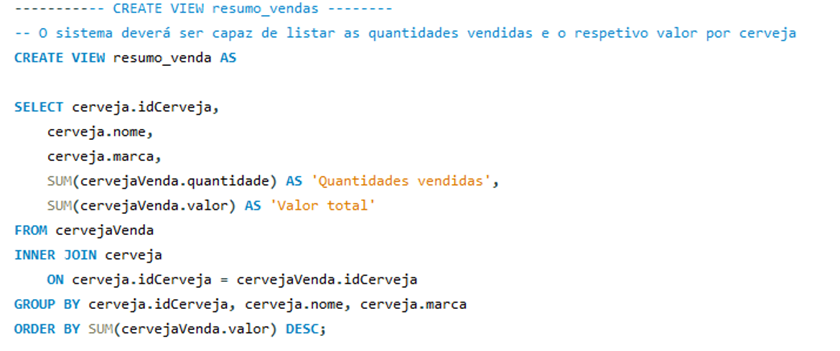 ----------- CREATE VIEW resumo_vendas --------
-- O sistema deverá ser capaz de listar as quantidades vendidas e o respetivo valor por cerveja
CREATE VIEW resumo_venda AS
SELECT cerveja.idCerveja,
cerveja.nome,
cerveja.marca,
SUM(cervejaVenda.quantidade) AS 'Quantidades vendidas',
SUM(cervejaVenda.valor) AS 'Valor total'
FROM cervejaVenda
INNER JOIN cerveja
ON cerveja.idCerveja = cervejaVenda.idCerveja
GROUP BY cerveja.idCerveja, cerveja.nome, cerveja.marca
ORDER BY SUM(cervejaVenda.valor) DESC;